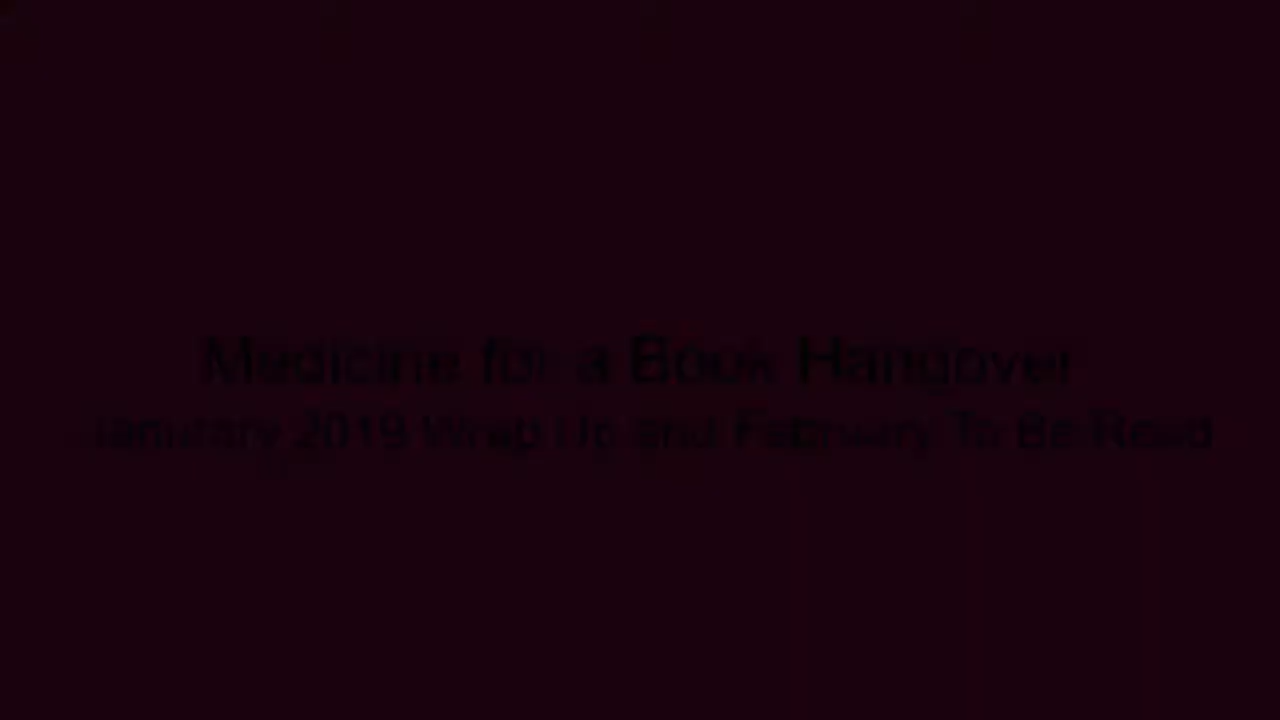 Medicine for a Book Hangover
January 2019 Wrap Up and February To Be Read